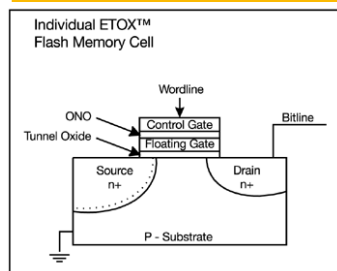 Individual ETOX™
Flash Memory Cell
Wordline
ONO
Control Gate
Bitline
Tunnel Oxide
Floating Gate
Source
n+
Drain
n+
P - Substrate